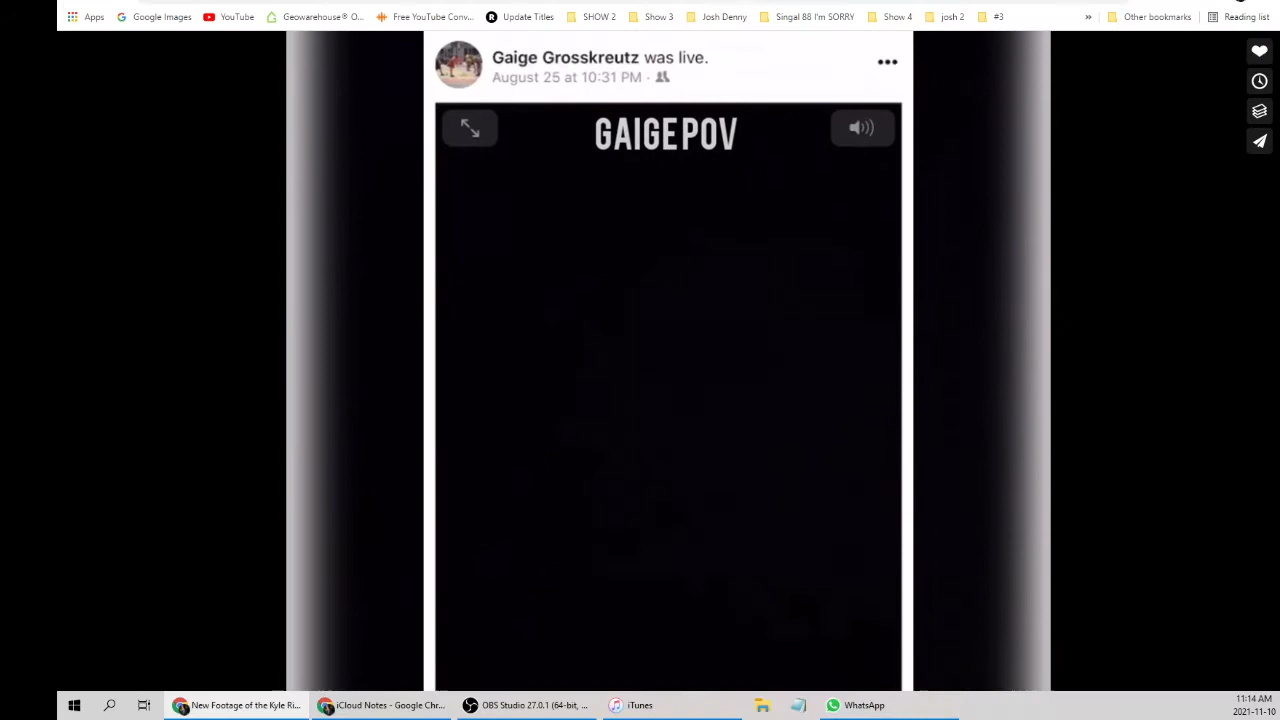 Apps Google Images YouTube Geowarehouse® O... Free YouTube Conv... Update Titles SHOW 2 Show 3 Josh Denny singal 88 I'm SORRY Show 4 josh 2 #3 » Other bookmarks Reading list
Gaige Grosskreutz was live.
August 25 at 10:31 PM ·
GAIGE POV
New Footage of the Kyle Ri... iCloud Notes - Google Chr... OBS Studio 27.0.1 (64-bit, ... iTunes WhatsApp
11:14 AM
2021-11-10